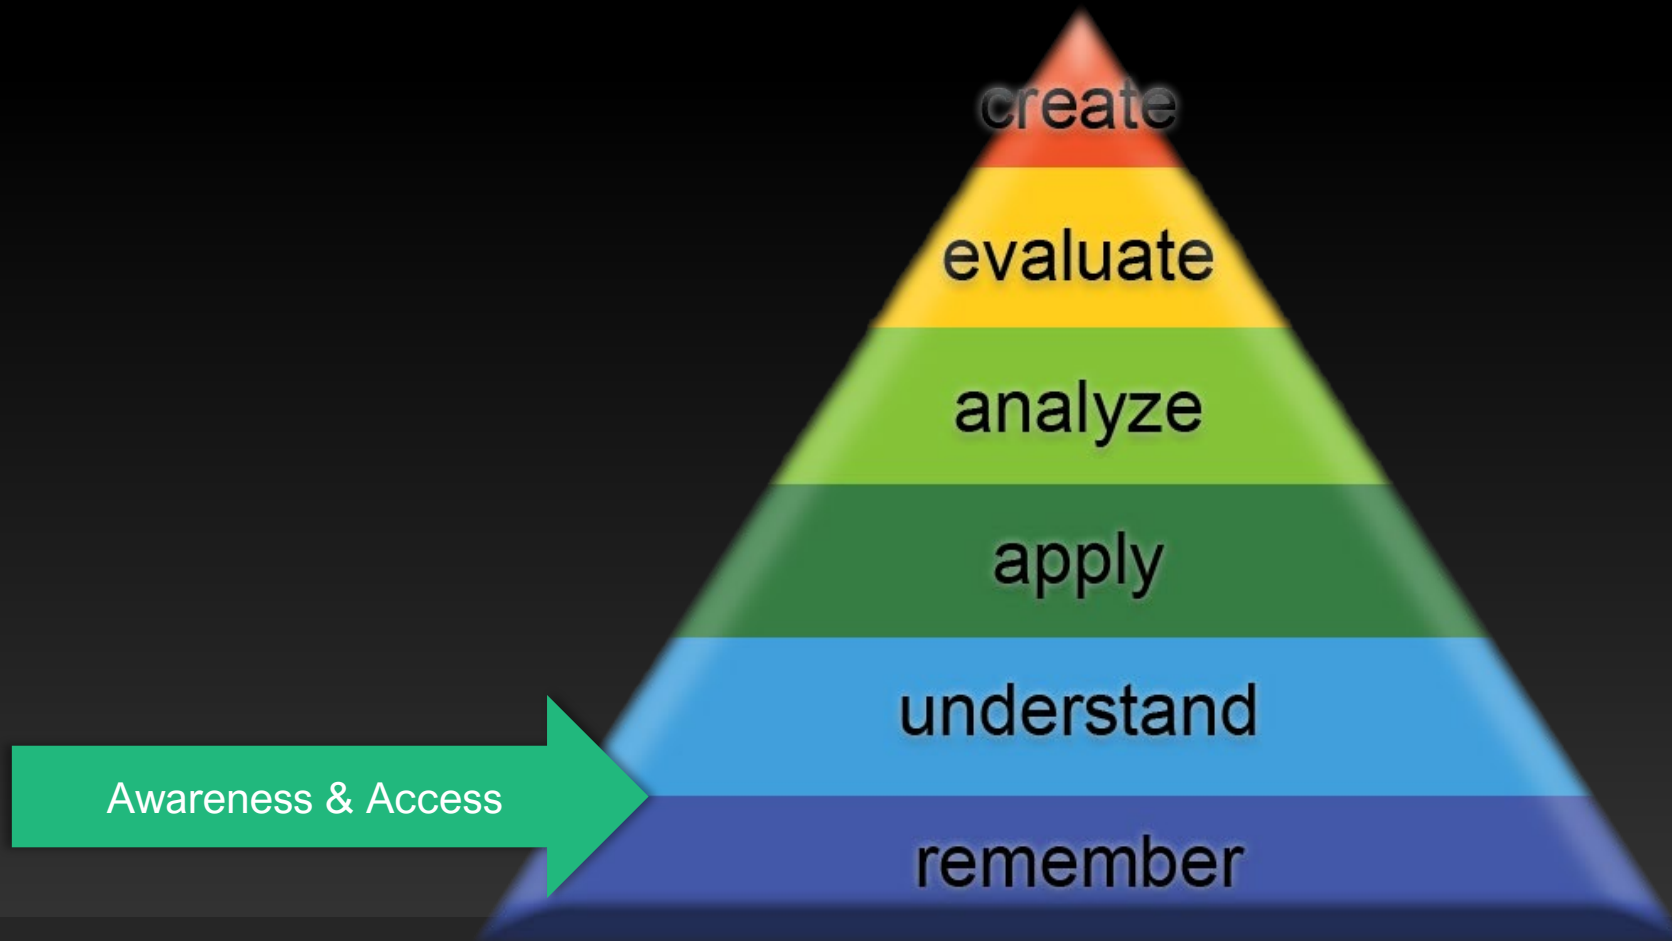 create
evaluate
analyze
apply
understand
Awareness & Access
remember